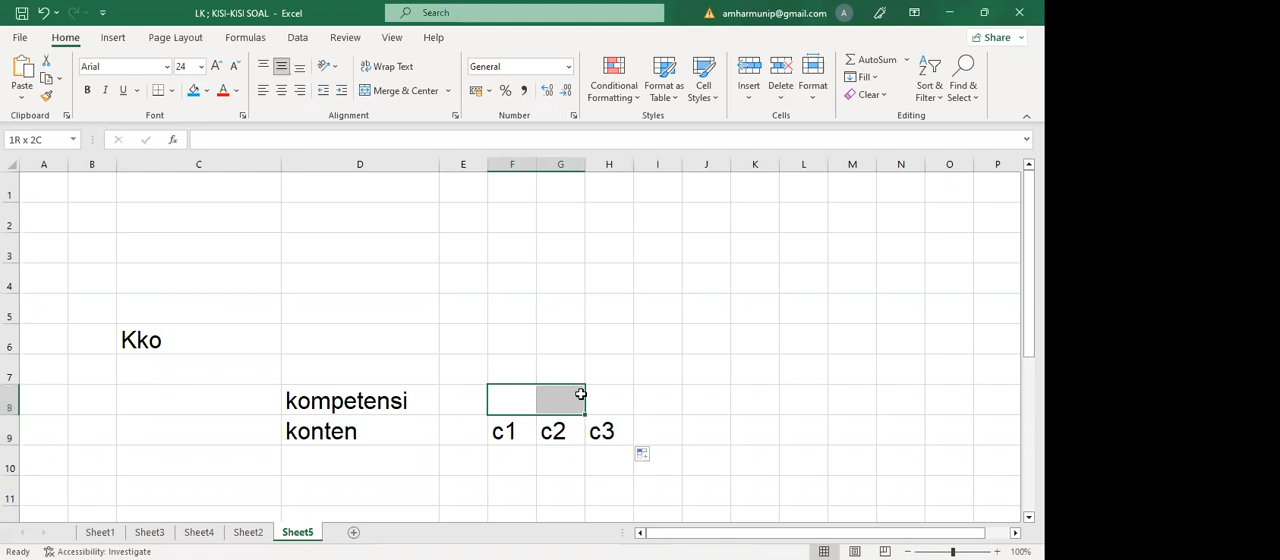 LK ; KISI-KISI SOAL - Excel
Search
amharmunip@gmail.com
A
File Home Insert Page Layout Formulas Data Review View Help
Share
Paste
Arial 24
B I U
Wrap Text
Merge & Center
General
% ,
Conditional Formatting
Format as Table
Cell Styles
Insert Delete Format
AutoSum
Fill
Clear
Sort & Filter
Find & Select
Clipboard Font Alignment Number Styles Cells Editing
1R x 2C
fx
A B C D E F G H I J K L M N O P
1
2
3
4
5
6 Kko
7
8 kompetensi
9 konten c1 c2 c3
10
11
Sheet1 Sheet3 Sheet4 Sheet2 Sheet5
Ready Accessibility: Investigate 100%